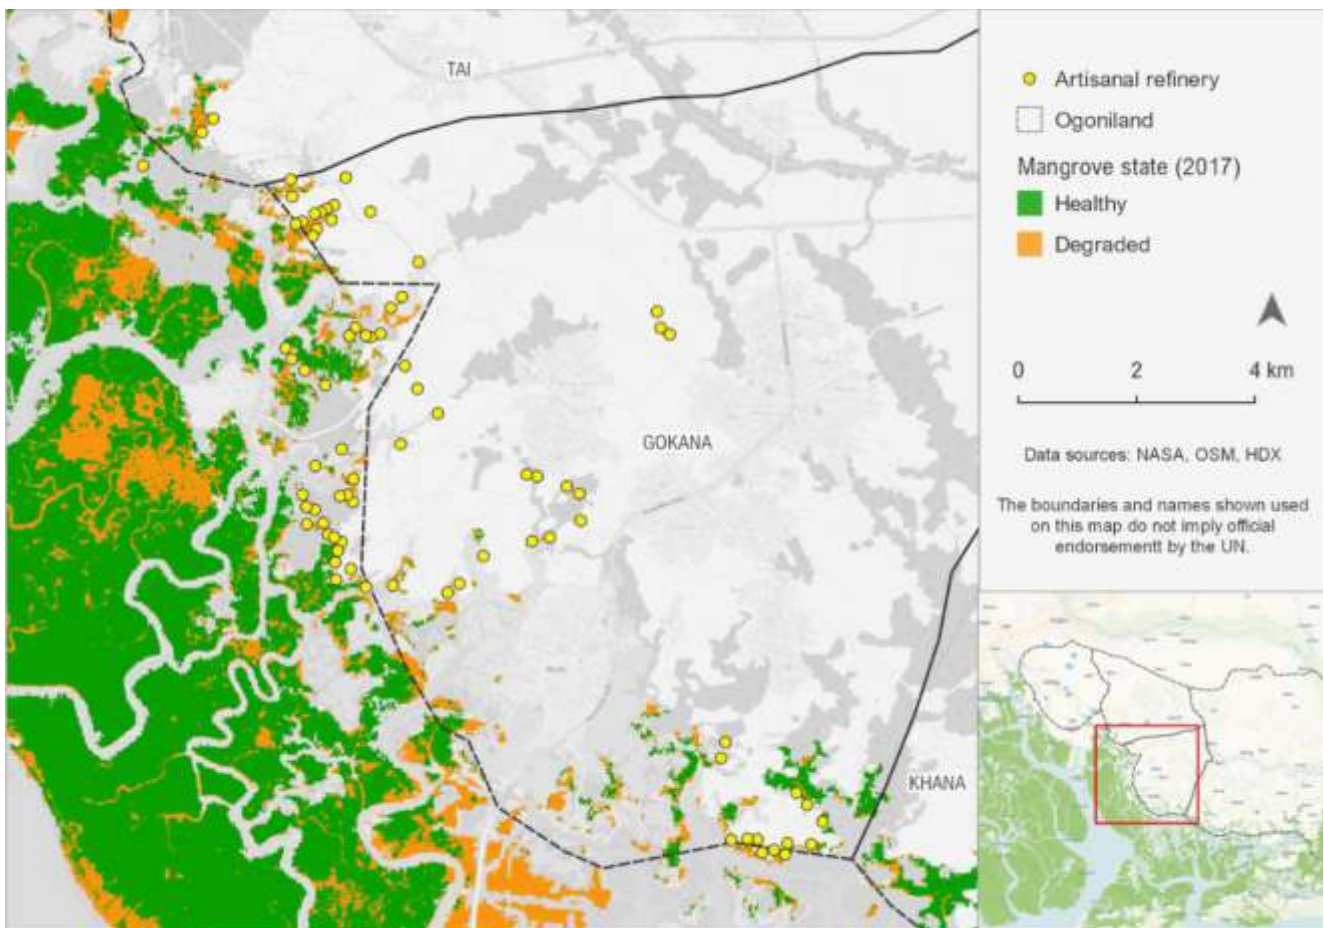 TAI
GOKANA
KHANA
Artisanal refinery
Ogoniland
Mangrove state (2017)
Healthy
Degraded
0 2 4 km
Data sources: NASA, OSM, HDX
The boundaries and names shown used
on this map do not imply official
endorsementt by the UN.